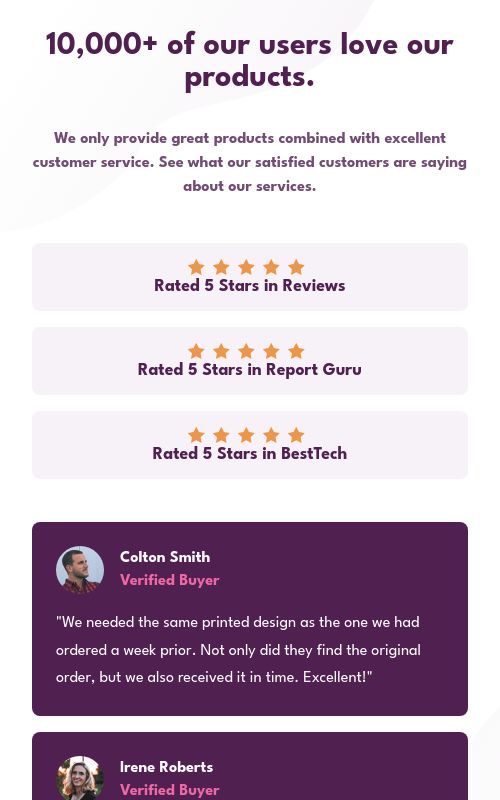 10,000+ of our users love our
products.
We only provide great products combined with excellent
customer service. See what our satisfied customers are saying
about our services.
Rated 5 Stars in Reviews
Rated 5 Stars in Report Guru
Rated 5 Stars in BestTech
Colton Smith
Verified Buyer
"We needed the same printed design as the one we had
ordered a week prior. Not only did they find the original
order, but we also received it in time. Excellent!"
Irene Roberts
Verified Buyer